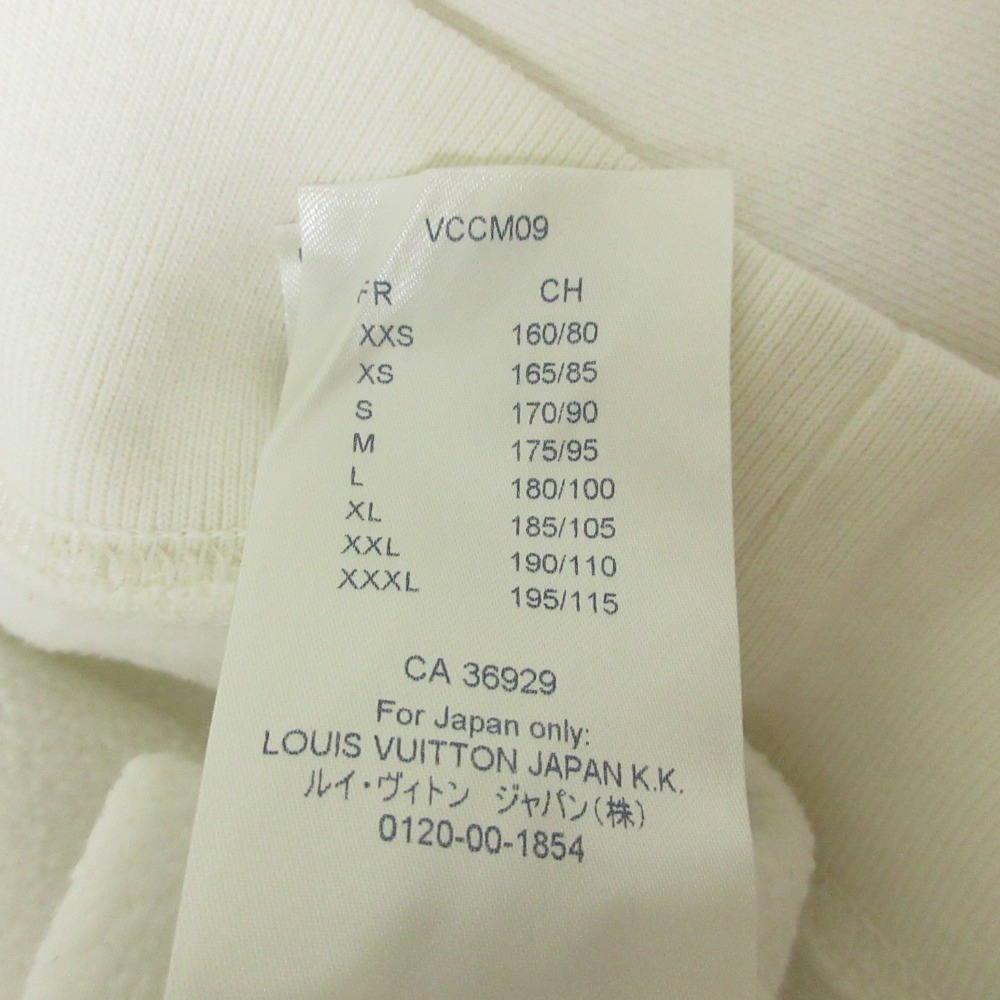 VCCM09
FR CH
XXS 160/80
XS 165/85
S 170/90
M 175/95
L 180/100
XL 185/105
XXL 190/110
XXXL 195/115
CA 36929
For Japan only:
LOUIS VUITTON JAPAN K.K.
ルイ・ヴィトン ジャパン(株)
0120-00-1854